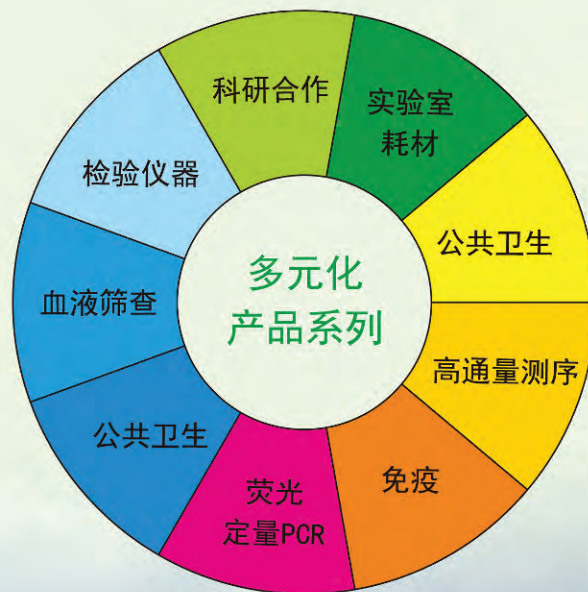 科研合作
实验室
耗材
公共卫生
高通量测序
免疫
荧光
定量PCR
公共卫生
血液筛查
检验仪器
多元化
产品系列